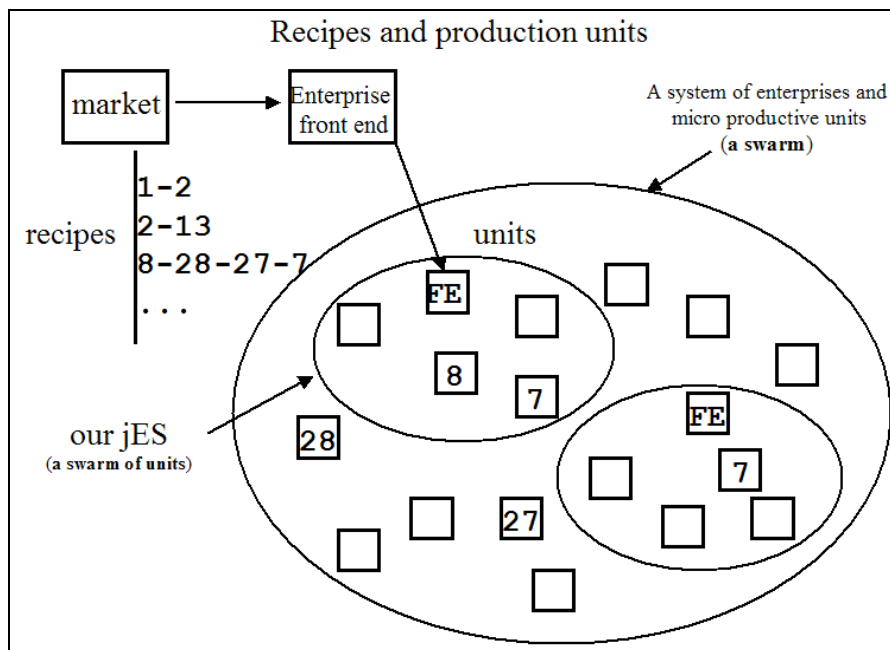 Recipes and production units
market
Enterprise
front end
A system of enterprises and
micro productive units
(a swarm)
recipes
1-2
2-13
8-28-27-7
...
units
FE
8
7
our jES
(a swarm of units)
28
FE
7
27